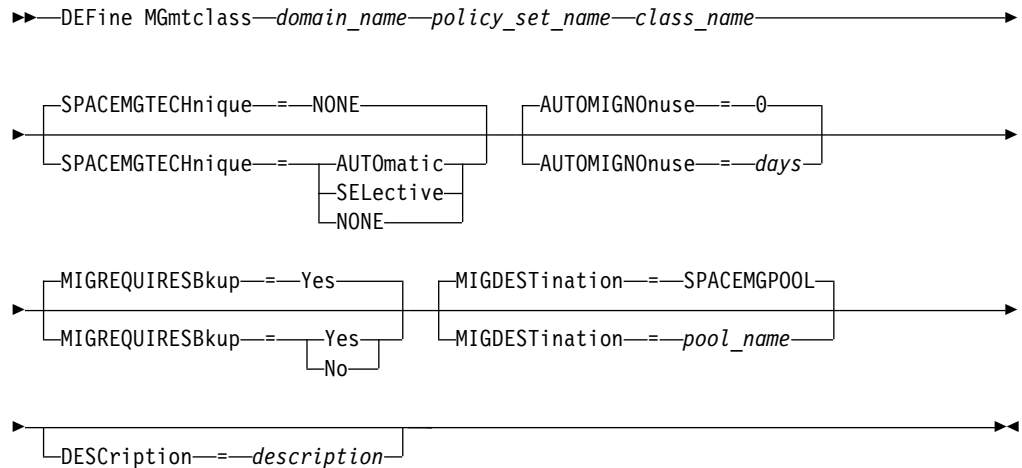 DEFine MGmtclass domain_name policy_set_name class_name
SPACEMGTECHnique = NONE AUTOMIGNOnuse = 0
SPACEMGTECHnique = AUTOmatic AUTOMIGNOnuse = days
SELective
NONE
MIGREQUIRESBkup = Yes MIGDESTination = SPACEMGPOOL
MIGREQUIRESBkup = Yes MIGDESTination = pool_name
No
DESCription = description